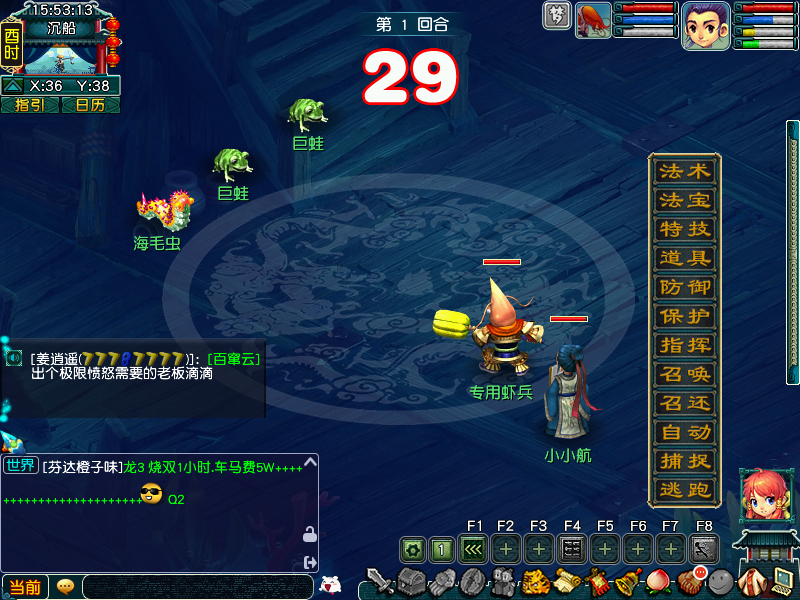 15:53:13
沉船
酉时
X:36 Y:38
指引 日历
第 1 回合
29
梦
巨蛙
巨蛙
海毛虫
专用虾兵
小小航
法术
法宝
特技
道具
防御
保护
指挥
召唤
召还
自动
捕捉
逃跑
[姜逍遥(77787777)]: [百窜云]
出个极限愤怒需要的老板滴滴
世界 [芬达橙子味]龙3 烧双1小时.车马费5W++++
++++++++++++++++++++ Q2
F1 F2 F3 F4 F5 F6 F7 F8
1
当前